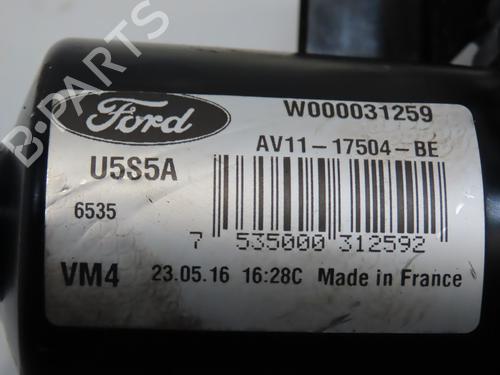 Ford
W000031259
AV11-17504-BE
U5S5A
6535
7 535000 312592
VM4 23.05.16 16:28C Made in France
B-PARTS